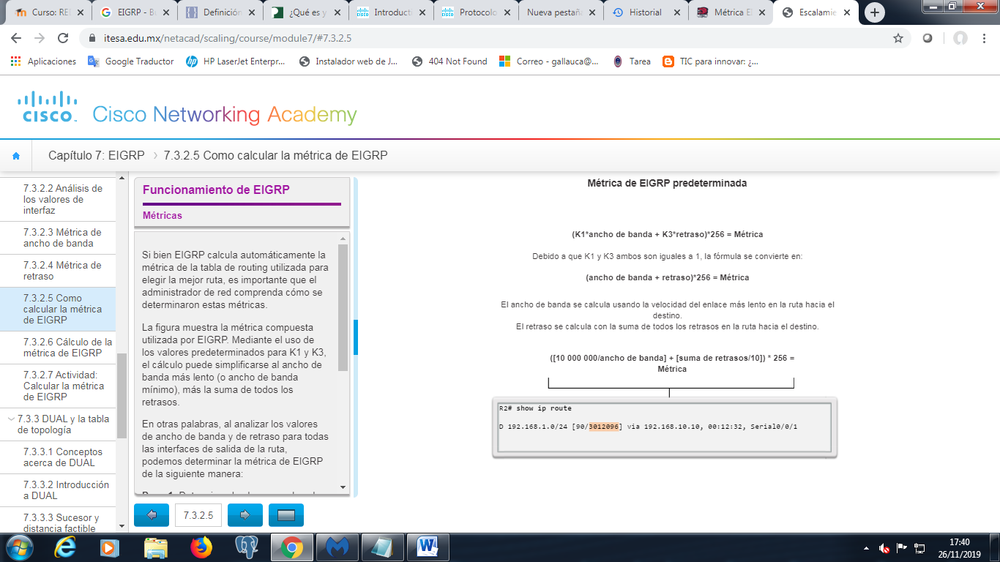 Curso: RE
EIGRP - B
Definición
¿Qué es y
Introducti
Protocolo
Nueva pestañ
Historial
Métrica E
Escalamie
itesa.edu.mx/netacad/scaling/course/module7/#7.3.2.5
Aplicaciones
Google Traductor
HP LaserJet Enterpr...
Instalador web de J...
404 Not Found
Correo - gallauca@...
Tarea
TIC para innovar: ¿...
CISCO
Cisco Networking Academy
Capítulo 7: EIGRP
7.3.2.5 Como calcular la métrica de EIGRP
7.3.2.2 Análisis de
los valores de
interfaz
7.3.2.3 Métrica de
ancho de banda
7.3.2.4 Métrica de
retraso
7.3.2.5 Como
calcular la métrica
de EIGRP
7.3.2.6 Cálculo de la
métrica de EIGRP
7.3.2.7 Actividad:
Calcular la métrica
de EIGRP
7.3.3 DUAL y la tabla
de topología
7.3.3.1 Conceptos
acerca de DUAL
7.3.3.2 Introducción
a DUAL
7.3.3.3 Sucesor y
distancia factible
Funcionamiento de EIGRP
Métricas
Si bien EIGRP calcula automáticamente la
métrica de la tabla de routing utilizada para
elegir la mejor ruta, es importante que el
administrador de red comprenda cómo se
determinaron estas métricas.
La figura muestra la métrica compuesta
utilizada por EIGRP. Mediante el uso de
los valores predeterminados para K1 y K3,
el cálculo puede simplificarse al ancho de
banda más lento (o ancho de banda
mínimo), más la suma de todos los
retrasos.
En otras palabras, al analizar los valores
de ancho de banda y de retraso para todas
las interfaces de salida de la ruta,
podemos determinar la métrica de EIGRP
de la siguiente manera:
7.3.2.5
Métrica de EIGRP predeterminada
(K1*ancho de banda + K3*retraso)*256 = Métrica
Debido a que K1 y K3 ambos son iguales a 1, la fórmula se convierte en:
(ancho de banda + retraso)*256 = Métrica
El ancho de banda se calcula usando la velocidad del enlace más lento en la ruta hacia el
destino.
El retraso se calcula con la suma de todos los retrasos en la ruta hacia el destino.
([10 000 000/ancho de banda] + [suma de retrasos/10]) * 256 =
Métrica
R2# show ip route
D 192.168.1.0/24 [90/3012096] via 192.168.10.10, 00:12:32, Serial0/0/1
17:40
26/11/2019